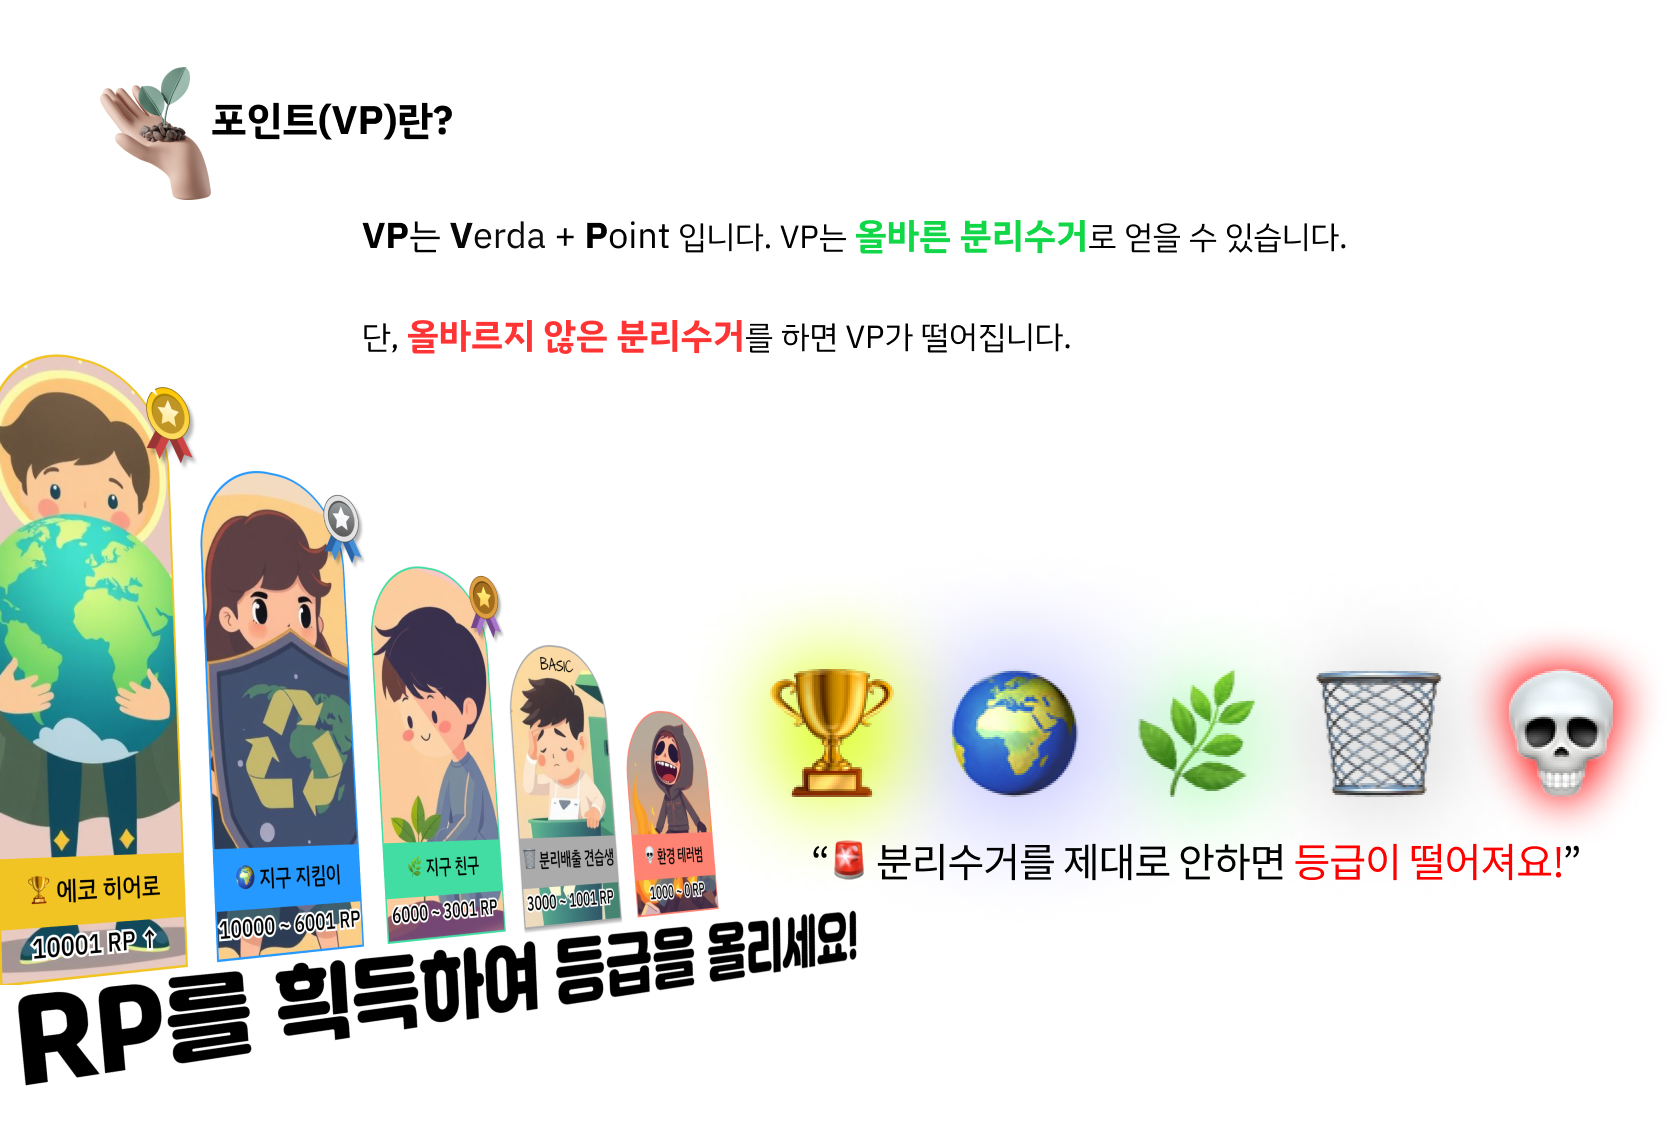 포인트(VP)란?
VP는 Verda + Point 입니다. VP는 올바른 분리수거로 얻을 수 있습니다.
단, 올바르지 않은 분리수거를 하면 VP가 떨어집니다.
BASIC
🏆 에코 히어로
10001 RP ↑
🌍 지구 지킴이
10000 ~ 6001 RP
🌿 지구 친구
6000 ~ 3001 RP
🗑️ 분리배출 견습생
3000 ~ 1001 RP
💀 환경 테러범
1000 ~ 0 RP
“🚨 분리수거를 제대로 안하면 등급이 떨어져요!”
RP를 흭득하여 등급을 올리세요!